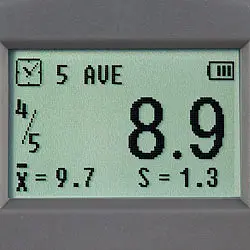 5 AVE
4/5
8.9
x̄ = 9.7 S = 1.3